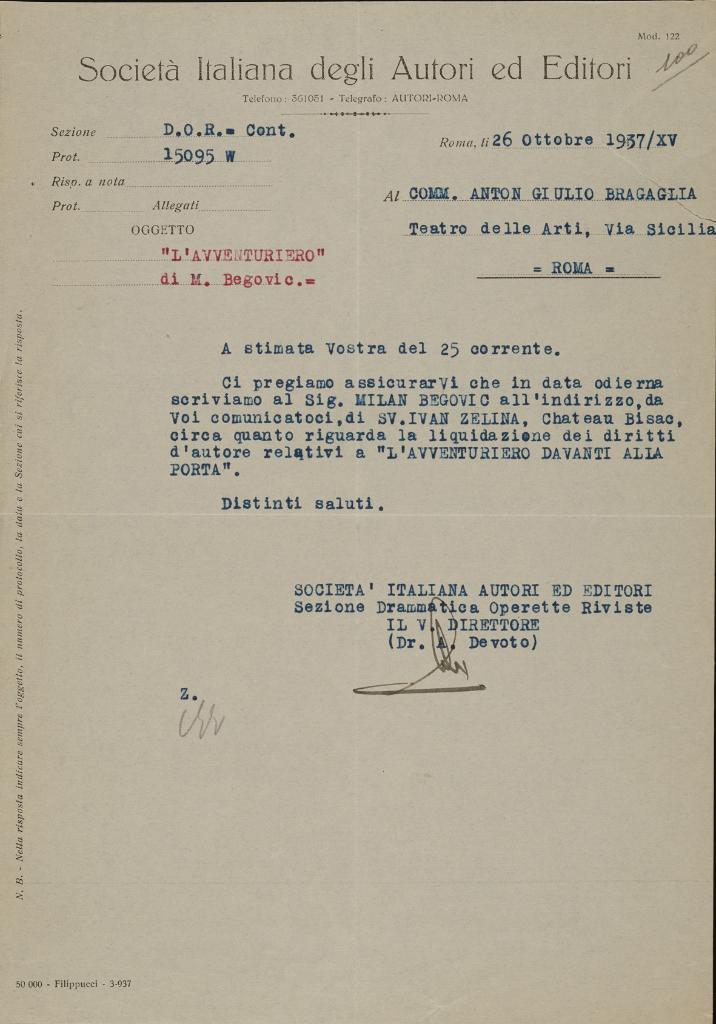 Mod. 122
100
Società Italiana degli Autori ed Editori
Telefono: 361051 - Telegrafo: AUTORI-ROMA
Sezione D.O.R.= Cont.
Prot. 15095 W
Risp. a nota
Prot. Allegati
OGGETTO
"L'AVVENTURIERO"
di M. Begovic.=
Roma, li 26 Ottobre 1937/XV
Al COMM. ANTON GIULIO BRAGAGLIA
Teatro delle Arti, Via Sicilia
= ROMA =
A stimata Vostra del 25 corrente.
Ci pregiamo assicurarVi che in data odierna
scriviamo al Sig. MILAN BEGOVIC all'indirizzo,da
Voi comunicatoci,di SV.IVAN ZELINA, Chateau Bisac,
circa quanto riguarda la liquidazione dei diritti
d'autore relativi a "L'AVVENTURIERO DAVANTI ALLA
PORTA".
Distinti saluti.
SOCIETA' ITALIANA AUTORI ED EDITORI
Sezione Drammatica Operette Riviste
IL V. DIRETTORE
(Dr. A. Devoto)
Z.
N. B. - Nella risposta indicare sempre l'oggetto, il numero di protocollo, la data e la Sezione cui si riferisce la risposta.
50.000 - Filippucci - 3-937